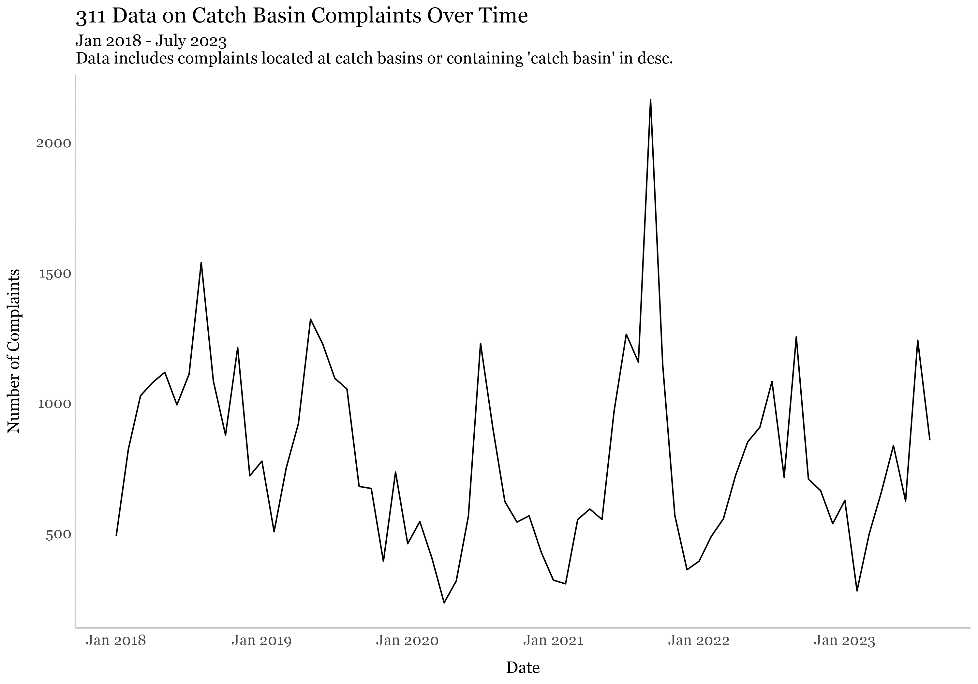 311 Data on Catch Basin Complaints Over Time
Jan 2018 - July 2023
Data includes complaints located at catch basins or containing 'catch basin' in desc.
Number of Complaints
2000
1500
1000
500
Jan 2018
Jan 2019
Jan 2020
Jan 2021
Jan 2022
Jan 2023
Date